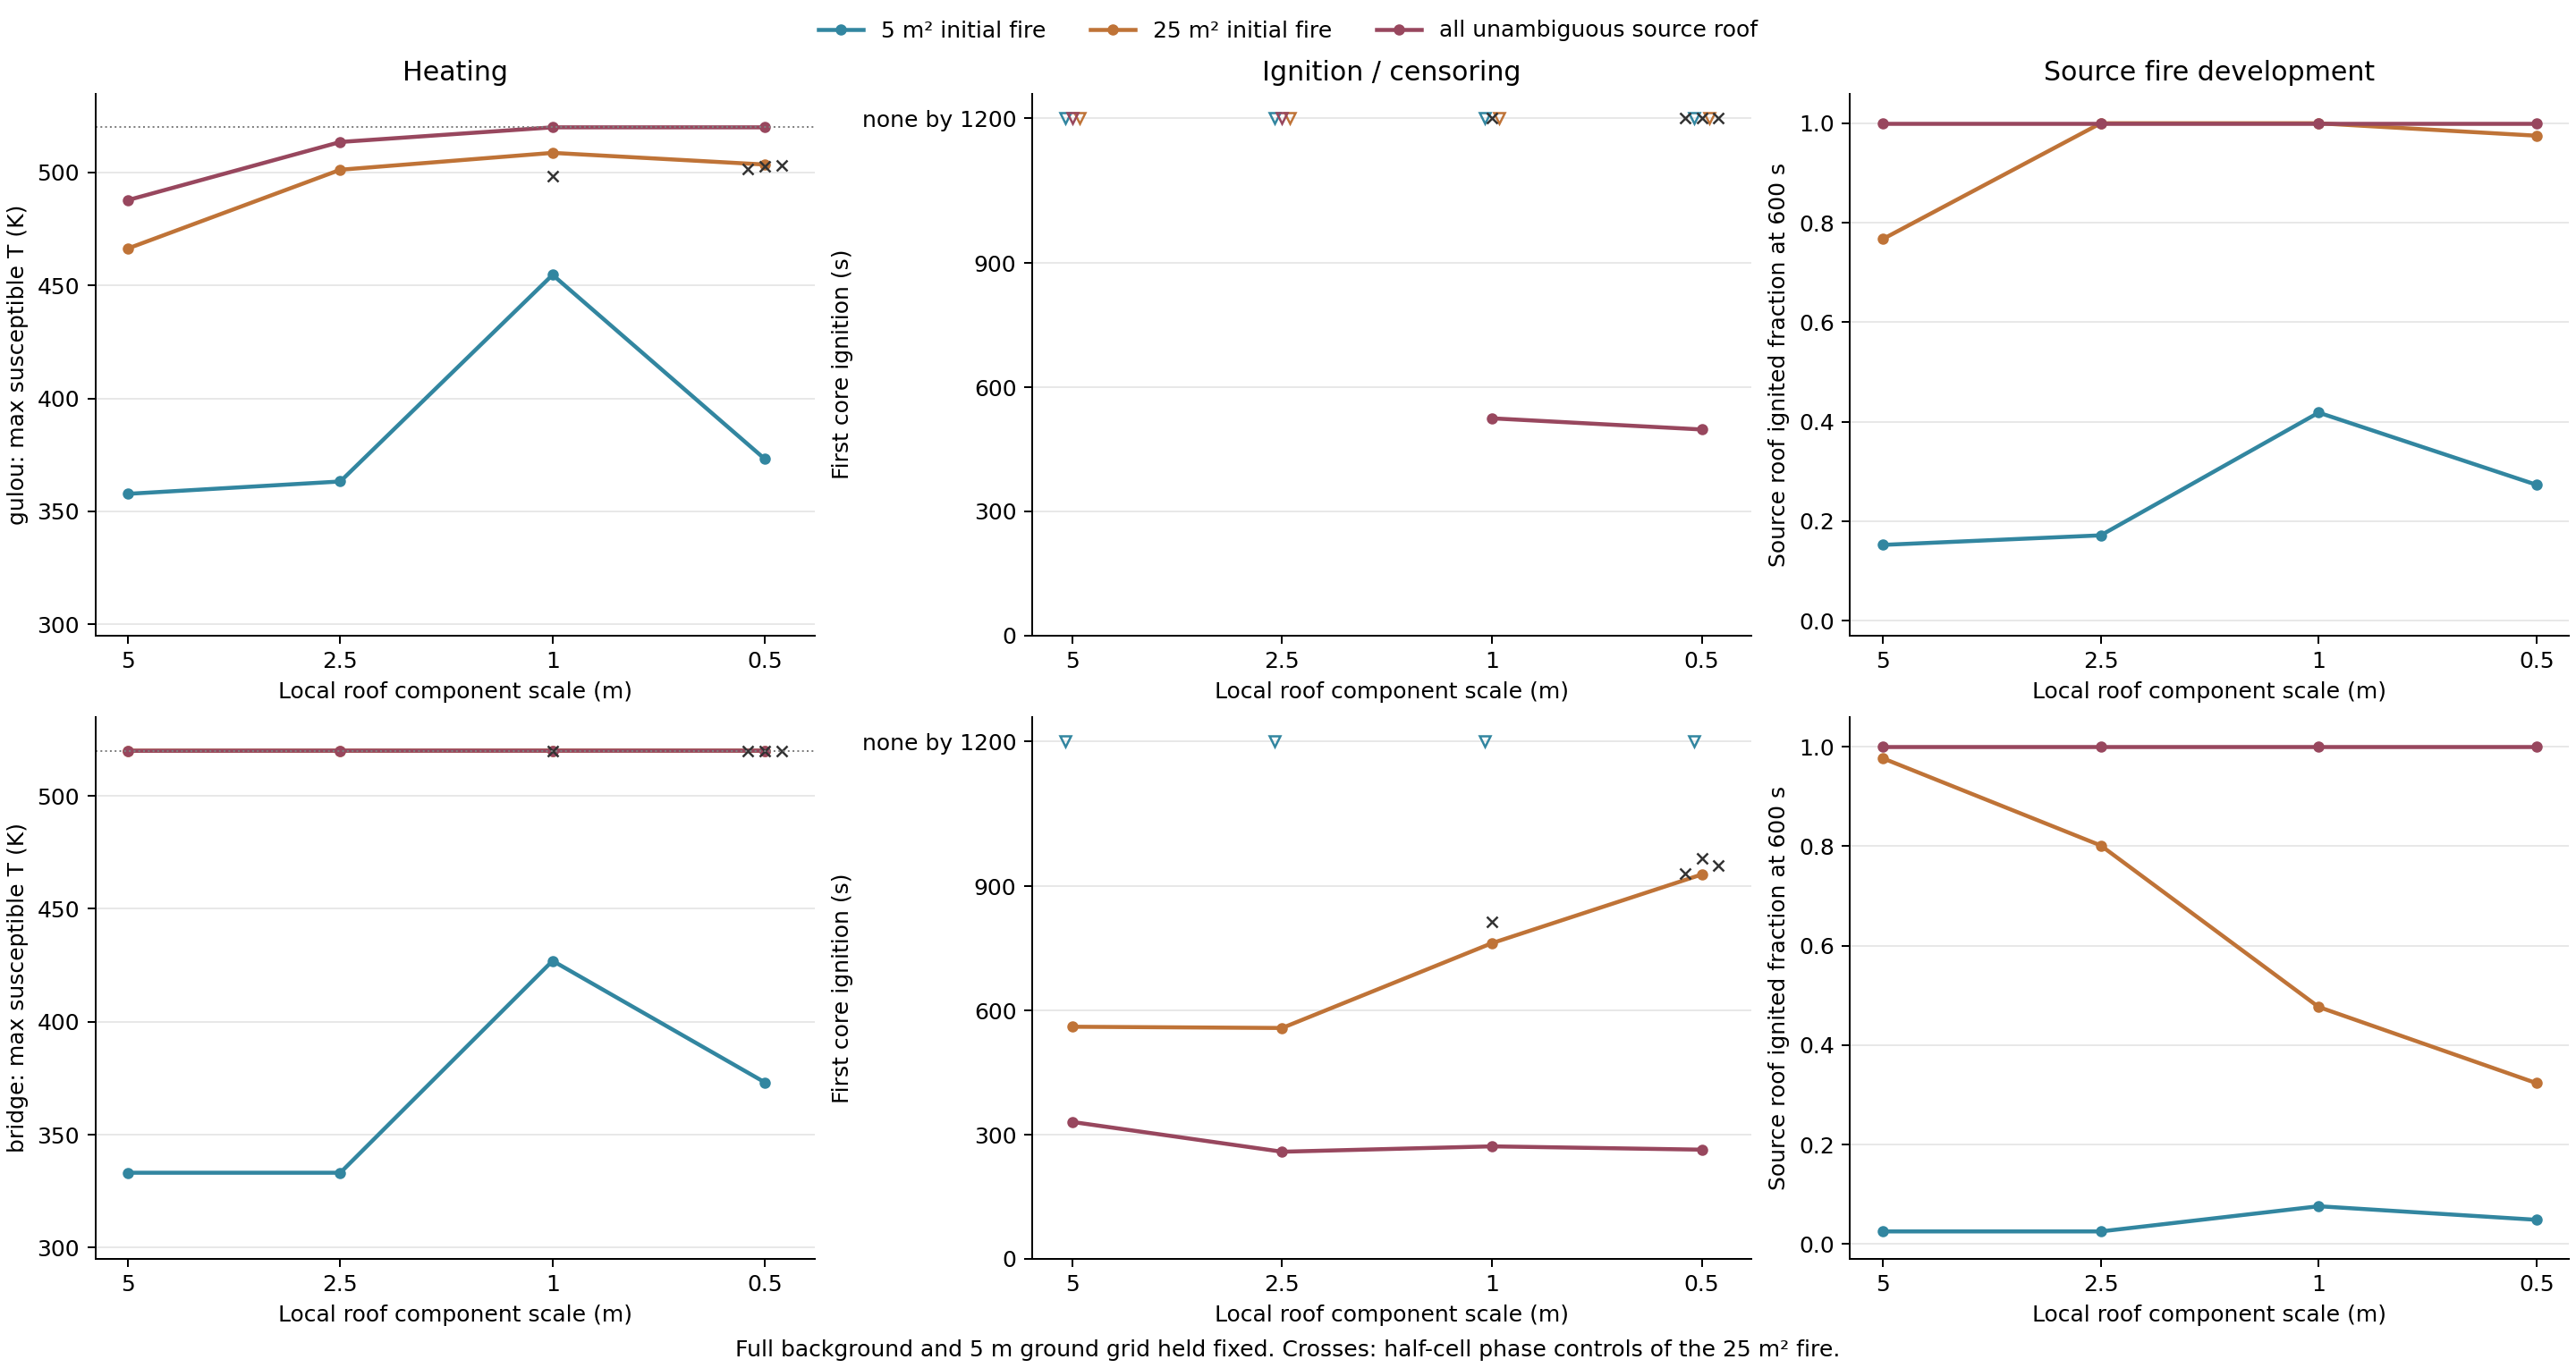 5 m² initial fire
25 m² initial fire
all unambiguous source roof
Heating
gulou: max susceptible T (K)
500
450
400
350
300
5
2.5
1
0.5
Local roof component scale (m)
Ignition / censoring
First core ignition (s)
none by 1200
900
600
300
0
5
2.5
1
0.5
Local roof component scale (m)
Source fire development
Source roof ignited fraction at 600 s
1.0
0.8
0.6
0.4
0.2
0.0
5
2.5
1
0.5
Local roof component scale (m)
bridge: max susceptible T (K)
500
450
400
350
300
5
2.5
1
0.5
Local roof component scale (m)
First core ignition (s)
none by 1200
900
600
300
0
5
2.5
1
0.5
Local roof component scale (m)
Source roof ignited fraction at 600 s
1.0
0.8
0.6
0.4
0.2
0.0
5
2.5
1
0.5
Local roof component scale (m)
Full background and 5 m ground grid held fixed. Crosses: half-cell phase controls of the 25 m² fire.